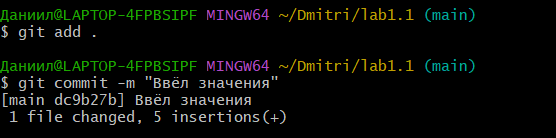 Даниил@LAPTOP-4FPBSIPF MINGW64 ~/Dmitri/lab1.1 (main)
$ git add .
Даниил@LAPTOP-4FPBSIPF MINGW64 ~/Dmitri/lab1.1 (main)
$ git commit -m "Ввёл значения"
[main dc9b27b] Ввёл значения
 1 file changed, 5 insertions(+)